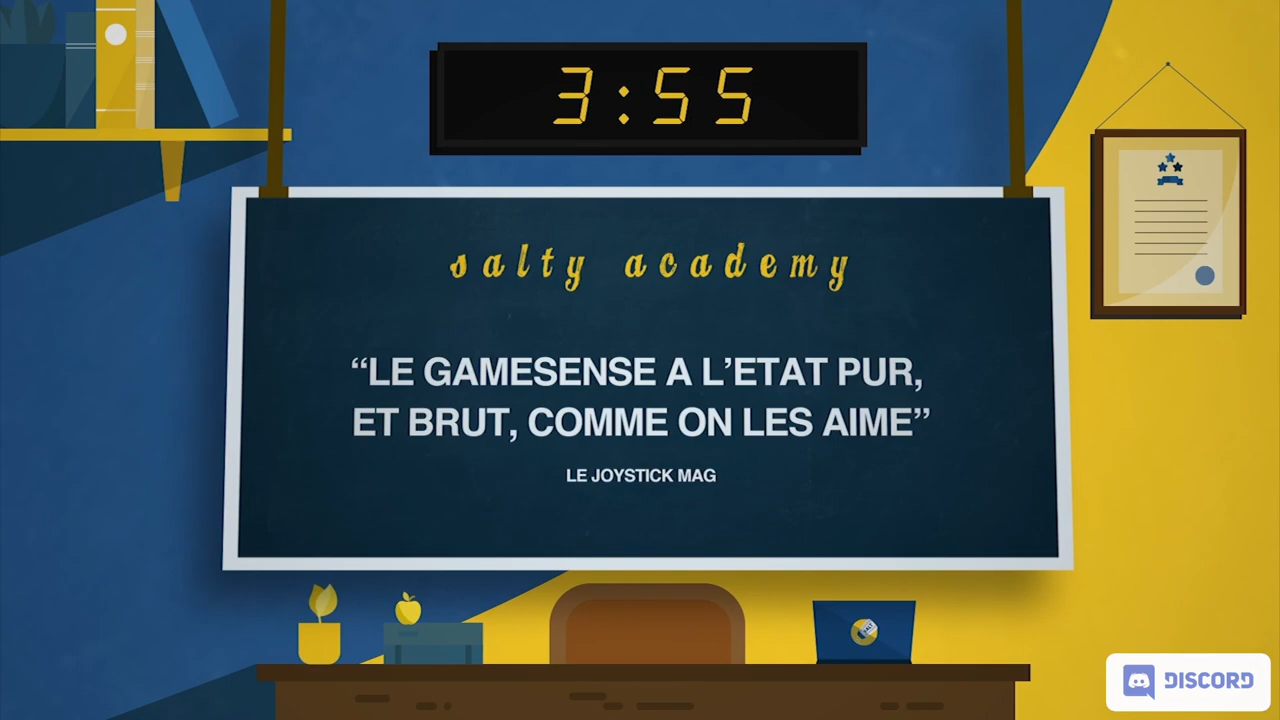 3:55
salty academy
“LE GAMESENSE A L’ETAT PUR,
ET BRUT, COMME ON LES AIME”
LE JOYSTICK MAG
DISCORD